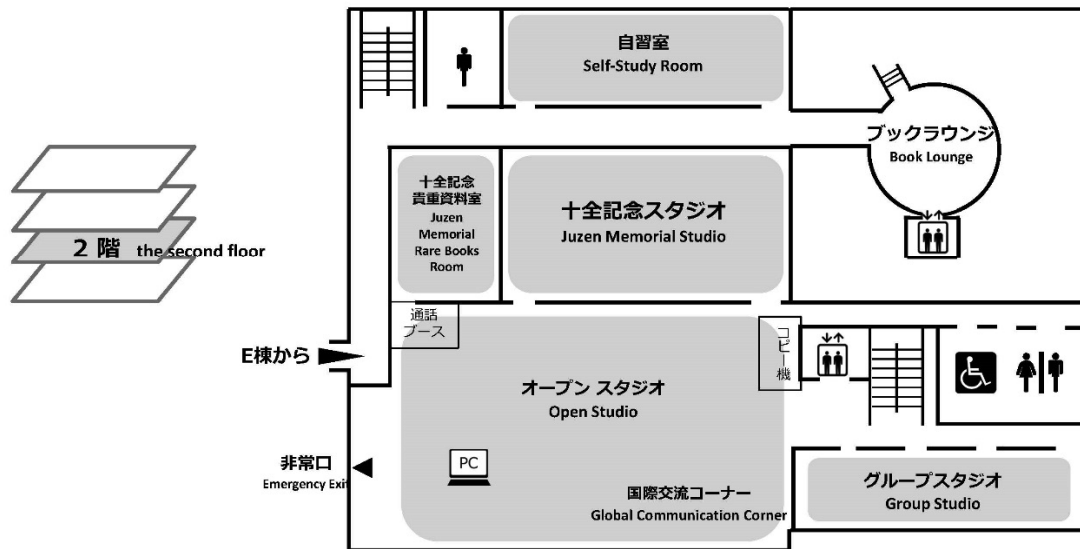 自習室
Self-Study Room
ブックラウンジ
Book Lounge
十全記念
貴重資料室
Juzen
Memorial
Rare Books
Room
十全記念スタジオ
Juzen Memorial Studio
2 階 the second floor
通話
ブース
コピー機
E棟から
オープン スタジオ
Open Studio
非常口
Emergency Exit
PC
国際交流コーナー
Global Communication Corner
グループスタジオ
Group Studio